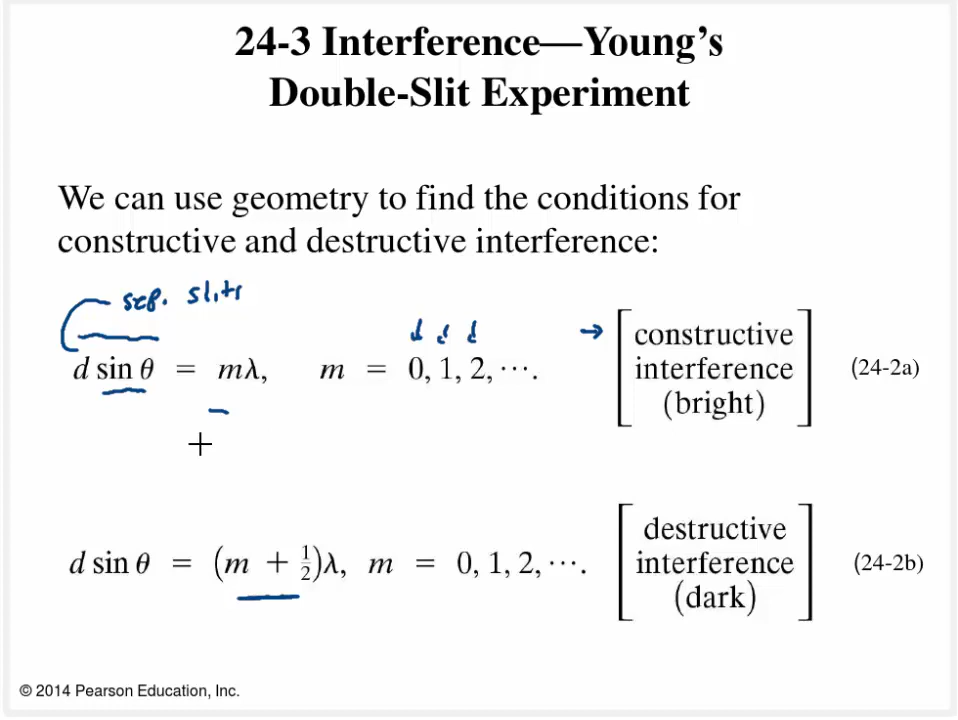 24-3 Interference—Young's
Double-Slit Experiment
We can use geometry to find the conditions for
constructive and destructive interference:
sep. slits
d sin θ = mλ, m = 0, 1, 2, ⋯. → [constructive interference (bright)] (24-2a)
+
d sin θ = (m + ½)λ, m = 0, 1, 2, ⋯. [destructive interference (dark)] (24-2b)
© 2014 Pearson Education, Inc.